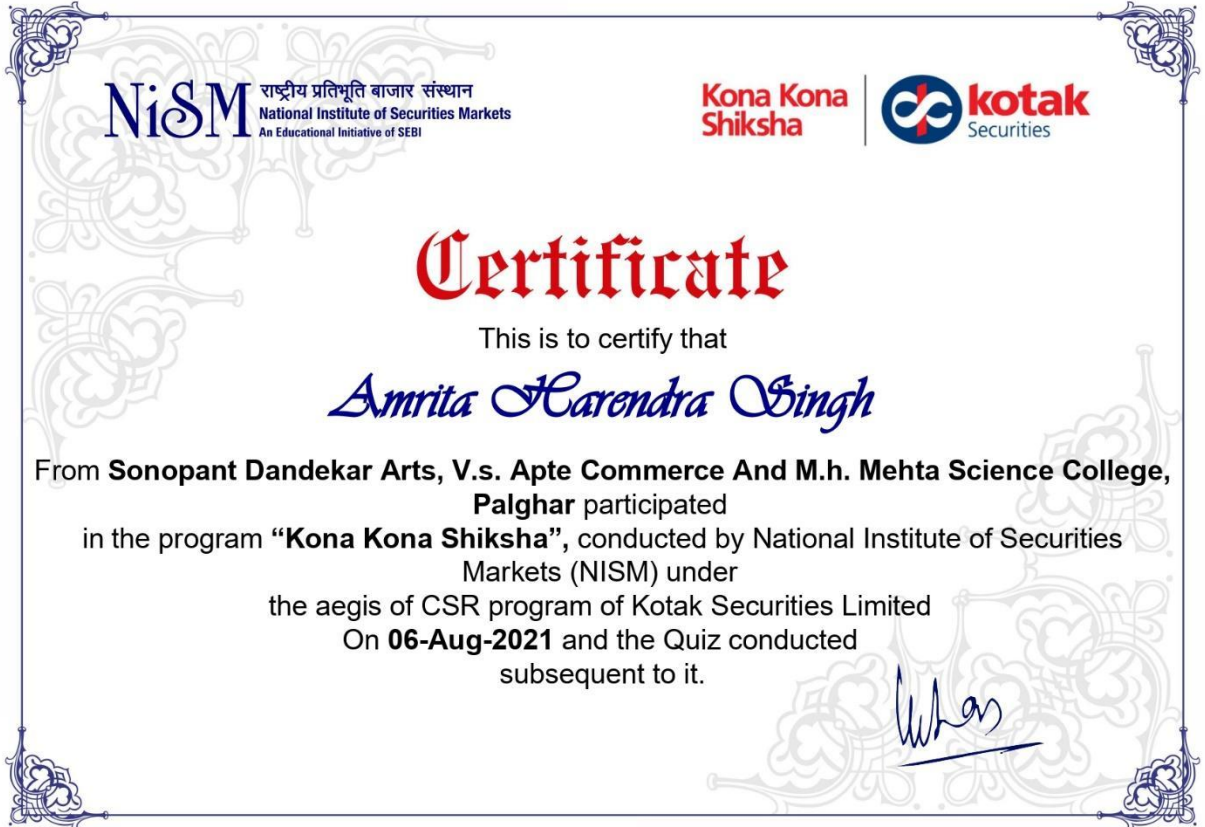 NiSM
राष्ट्रीय प्रतिभूति बाजार संस्थान
National Institute of Securities Markets
An Educational Initiative of SEBI
Kona Kona
Shiksha
kotak
Securities
Certificate
This is to certify that
Amrita Harendra Singh
From Sonopant Dandekar Arts, V.s. Apte Commerce And M.h. Mehta Science College,
Palghar participated
in the program “Kona Kona Shiksha”, conducted by National Institute of Securities
Markets (NISM) under
the aegis of CSR program of Kotak Securities Limited
On 06-Aug-2021 and the Quiz conducted
subsequent to it.